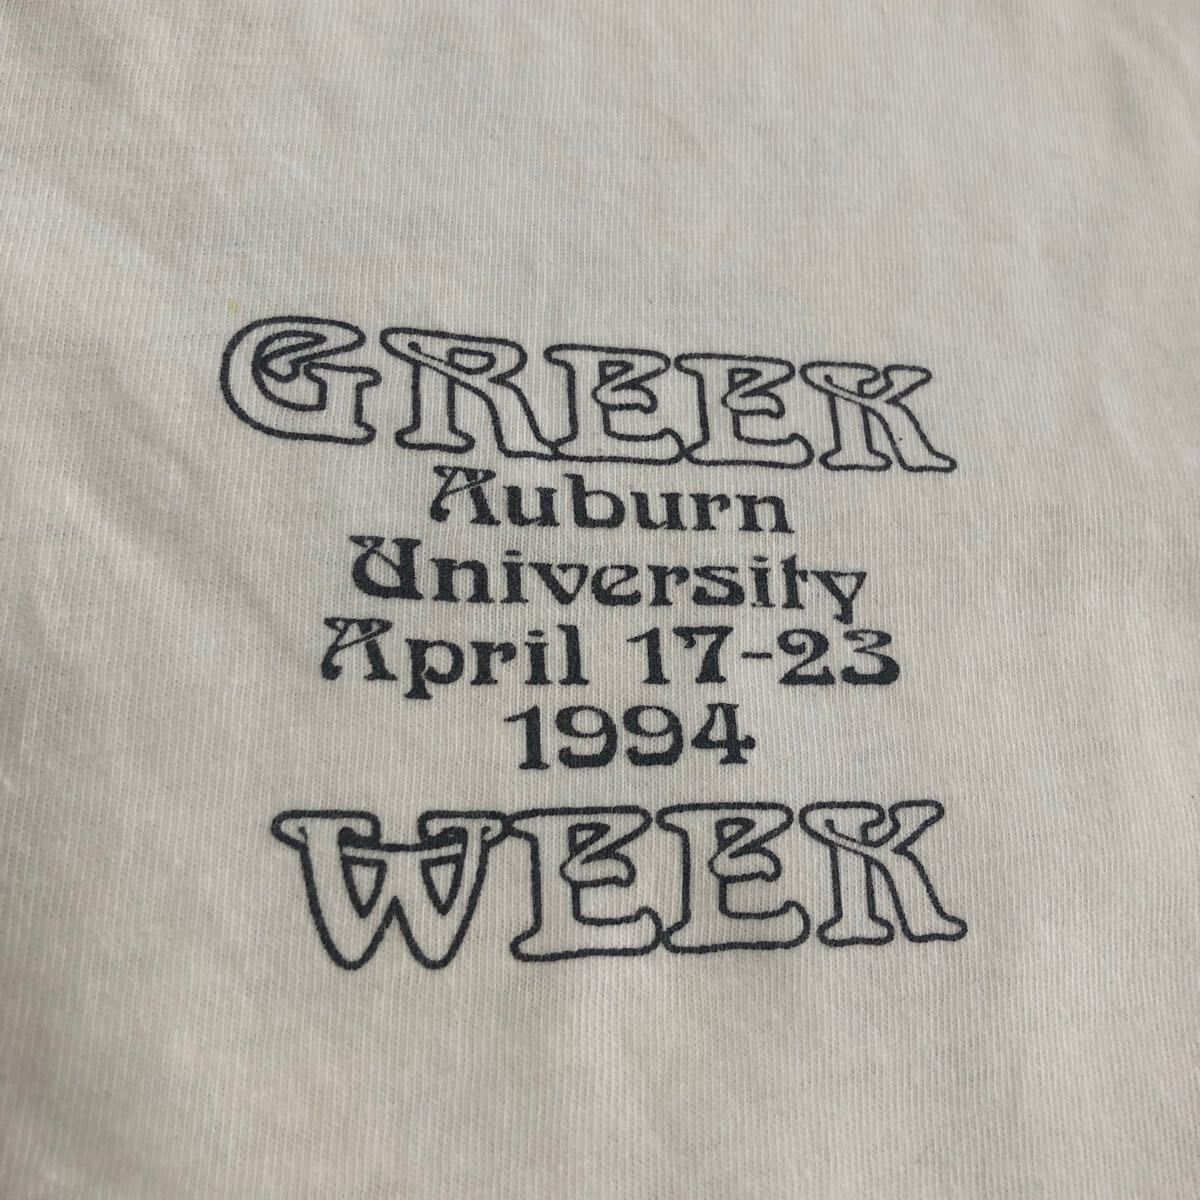 GREEK
Auburn
University
April 17-23
1994
WEEK